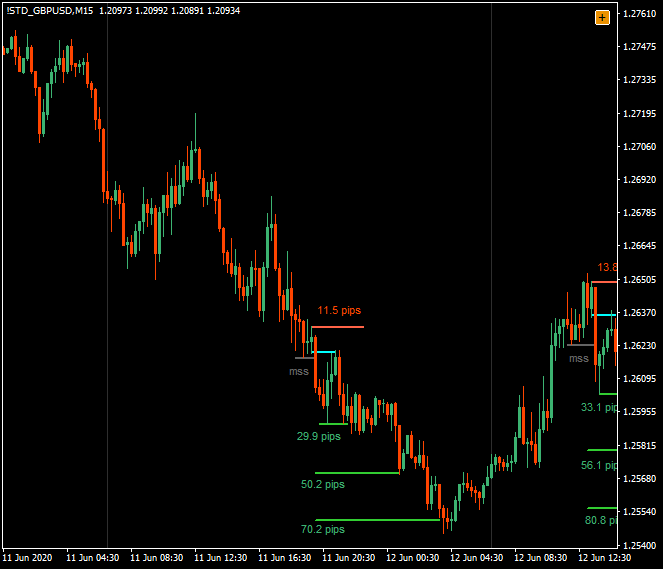 !STD_GBPUSD,M15 1.20973 1.20992 1.20891 1.20934
+
1.27610
1.27475
1.27335
1.27195
1.27060
1.26920
1.26785
1.26645
1.26505
1.26370
1.26230
1.26095
1.25955
1.25815
1.25680
1.25540
1.25400
13.8
11.5 pips
mss
mss
33.1 pip
29.9 pips
56.1 pip
50.2 pips
80.8 pi
70.2 pips
11 Jun 2020 11 Jun 04:30 11 Jun 08:30 11 Jun 12:30 11 Jun 16:30 11 Jun 20:30 12 Jun 00:30 12 Jun 04:30 12 Jun 08:30 12 Jun 12:30